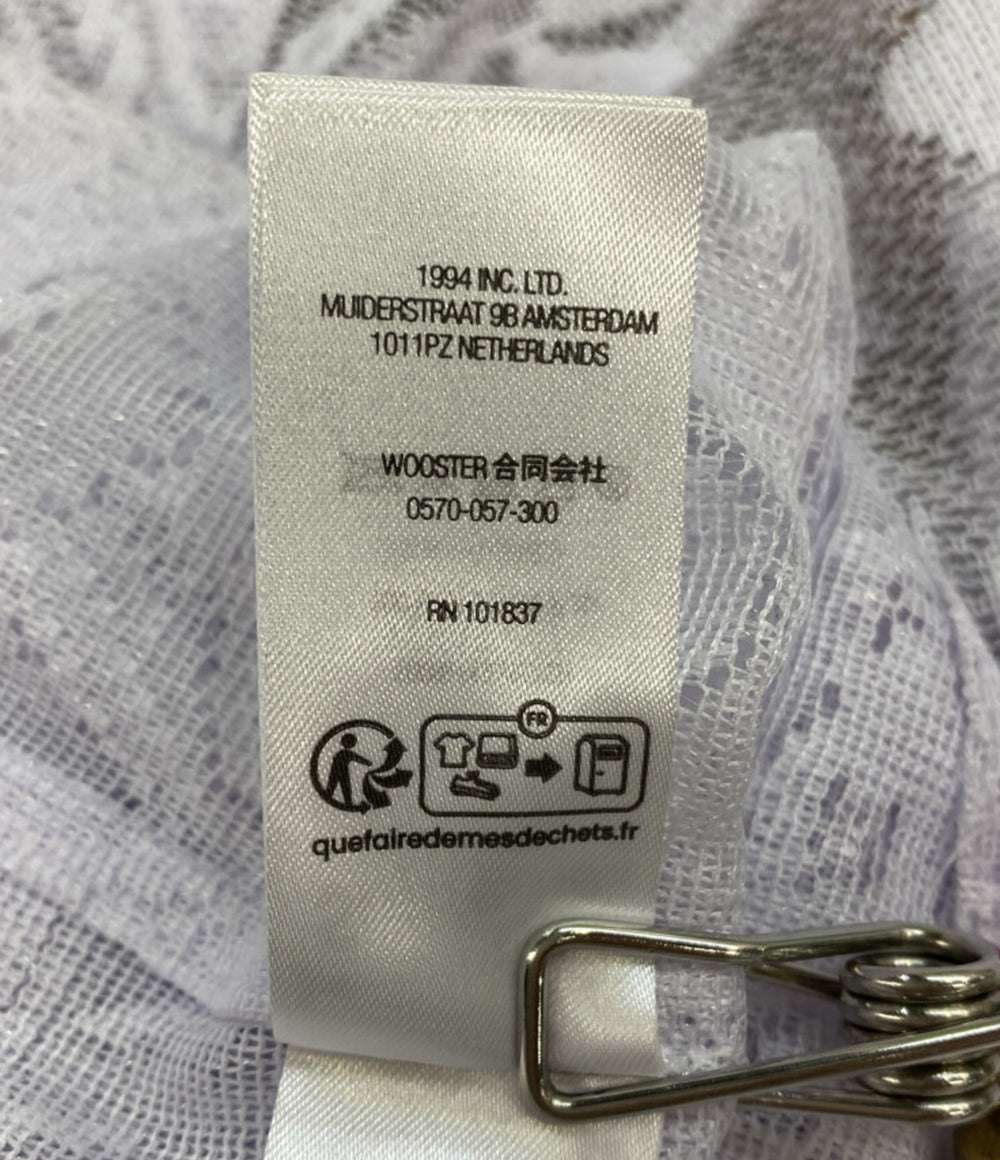 1994 INC. LTD.
MUIDERSTRAAT 9B AMSTERDAM
1011PZ NETHERLANDS
WOOSTER 合同会社
0570-057-300
RN 101837
FR
quefairedemesdechets.fr